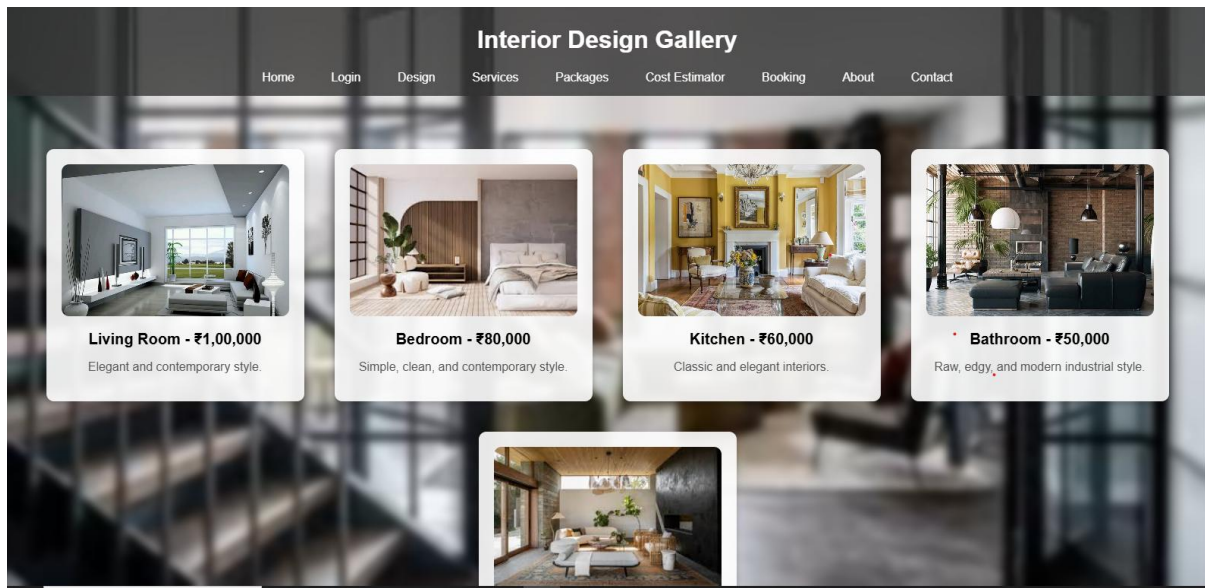 Interior Design Gallery
Home Login Design Services Packages Cost Estimator Booking About Contact
Living Room - ₹1,00,000
Elegant and contemporary style.
Bedroom - ₹80,000
Simple, clean, and contemporary style.
Kitchen - ₹60,000
Classic and elegant interiors.
Bathroom - ₹50,000
Raw, edgy, and modern industrial style.